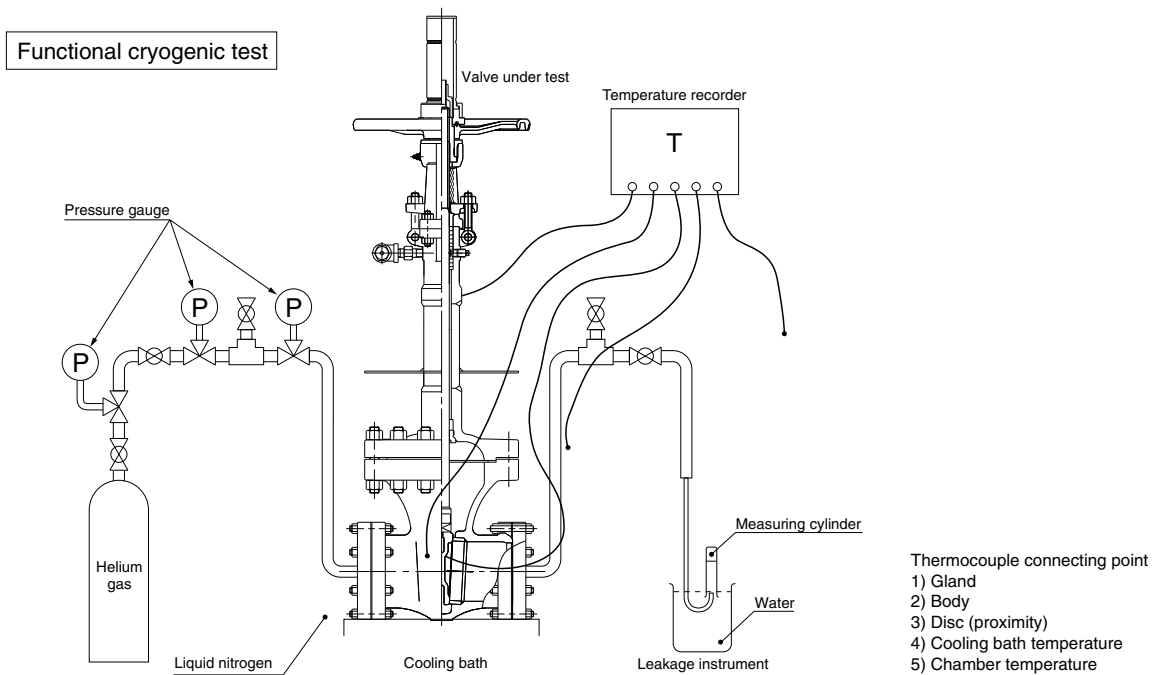 Functional cryogenic test
Valve under test
Temperature recorder
T
Pressure gauge
P
P
P
Helium
gas
Measuring cylinder
Water
Liquid nitrogen
Cooling bath
Leakage instrument
Thermocouple connecting point
1) Gland
2) Body
3) Disc (proximity)
4) Cooling bath temperature
5) Chamber temperature